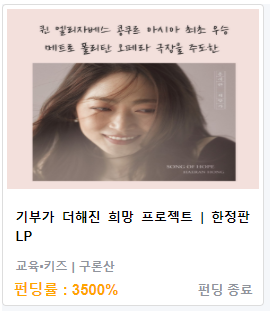 퀸 엘리자베스 콩쿠르 아시아 최초 우승
메트로 폴리탄 오페라 극장을 주도한
SONG OF HOPE
기부가 더해진 희망 프로젝트 | 한정판
LP
교육•키즈 | 구론산
펀딩률 : 3500%
펀딩 종료